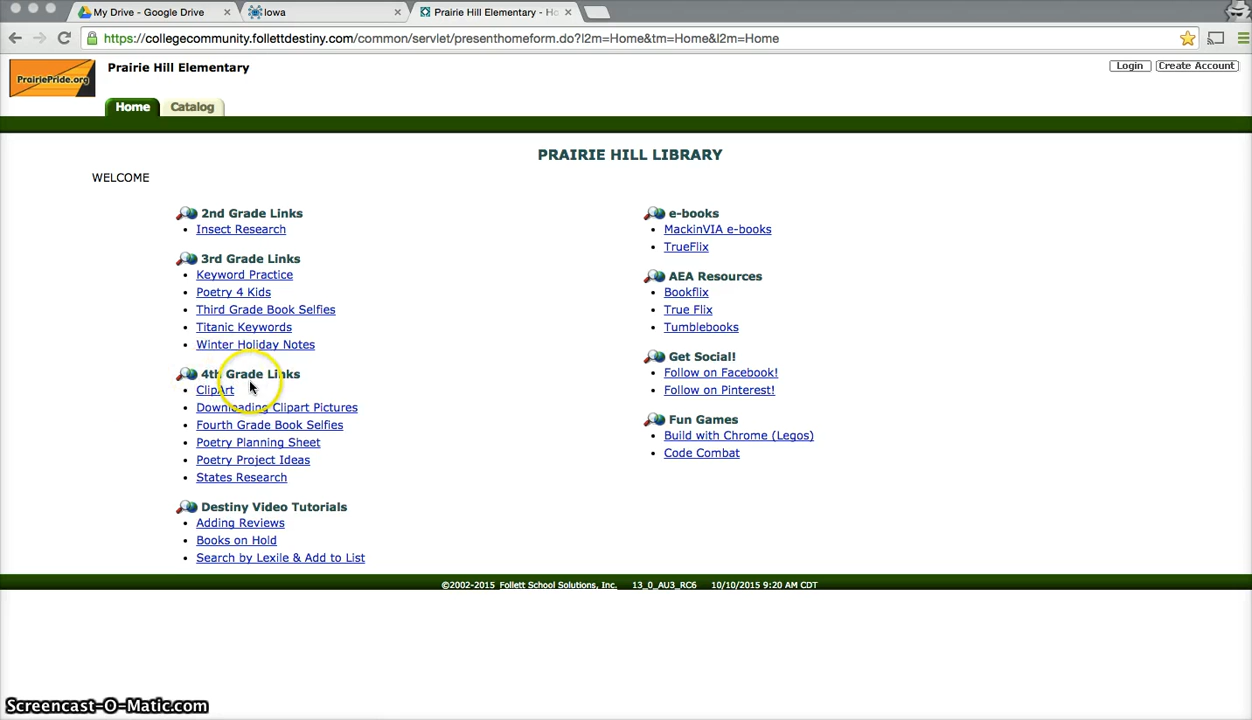 My Drive - Google Drive
Iowa
Prairie Hill Elementary - Ho
https://collegecommunity.follettdestiny.com/common/servlet/presenthomeform.do?l2m=Home&tm=Home&l2m=Home
PrairiePride.org
Prairie Hill Elementary
Login
Create Account
Home
Catalog
PRAIRIE HILL LIBRARY
WELCOME
2nd Grade Links
Insect Research
3rd Grade Links
Keyword Practice
Poetry 4 Kids
Third Grade Book Selfies
Titanic Keywords
Winter Holiday Notes
4th Grade Links
ClipArt
Downloading Clipart Pictures
Fourth Grade Book Selfies
Poetry Planning Sheet
Poetry Project Ideas
States Research
Destiny Video Tutorials
Adding Reviews
Books on Hold
Search by Lexile & Add to List
e-books
MackinVIA e-books
TrueFlix
AEA Resources
Bookflix
True Flix
Tumblebooks
Get Social!
Follow on Facebook!
Follow on Pinterest!
Fun Games
Build with Chrome (Legos)
Code Combat
©2002-2015 Follett School Solutions, Inc. 13_0_AU3_RC6 10/10/2015 9:20 AM CDT
Screencast-O-Matic.com